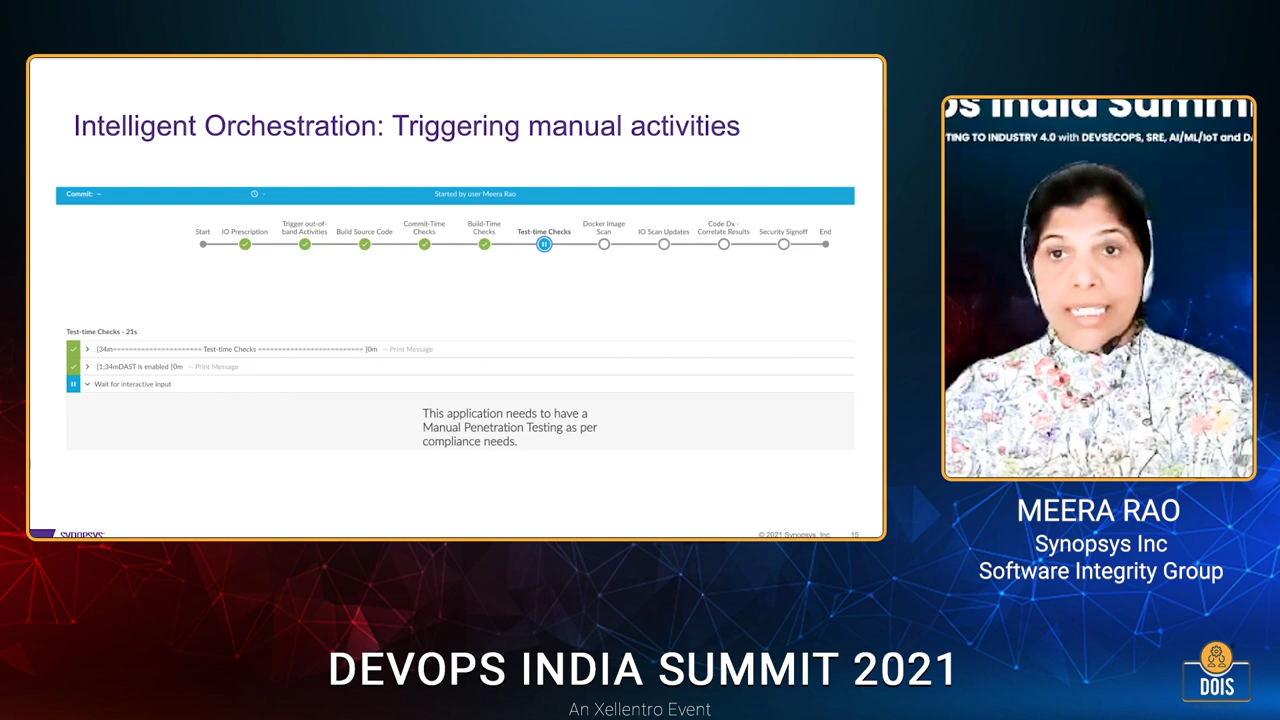 Intelligent Orchestration: Triggering manual activities
Commit: —
Started by user Meera Rao
Start
IO Prescription
Trigger out-of-
band Activities
Build Source Code
Commit-Time
Checks
Build-Time
Checks
Test-time Checks
Docker Image
Scan
IO Scan Updates
Code Dx -
Correlate Results
Security Signoff
End
Test-time Checks - 21s
[34m======================== Test-time Checks ============================ [0m — Print Message
[1;34mDAST is enabled [0m — Print Message
Wait for interactive input
This application needs to have a
Manual Penetration Testing as per
compliance needs.
SYNOPSYS
© 2021 Synopsys, Inc. 15
ps India Summi
TING TO INDUSTRY 4.0 with DEVSECOPS, SRE, AI/ML/IoT and DA
MEERA RAO
Synopsys Inc
Software Integrity Group
DEVOPS INDIA SUMMIT 2021
An Xellentro Event
DOIS